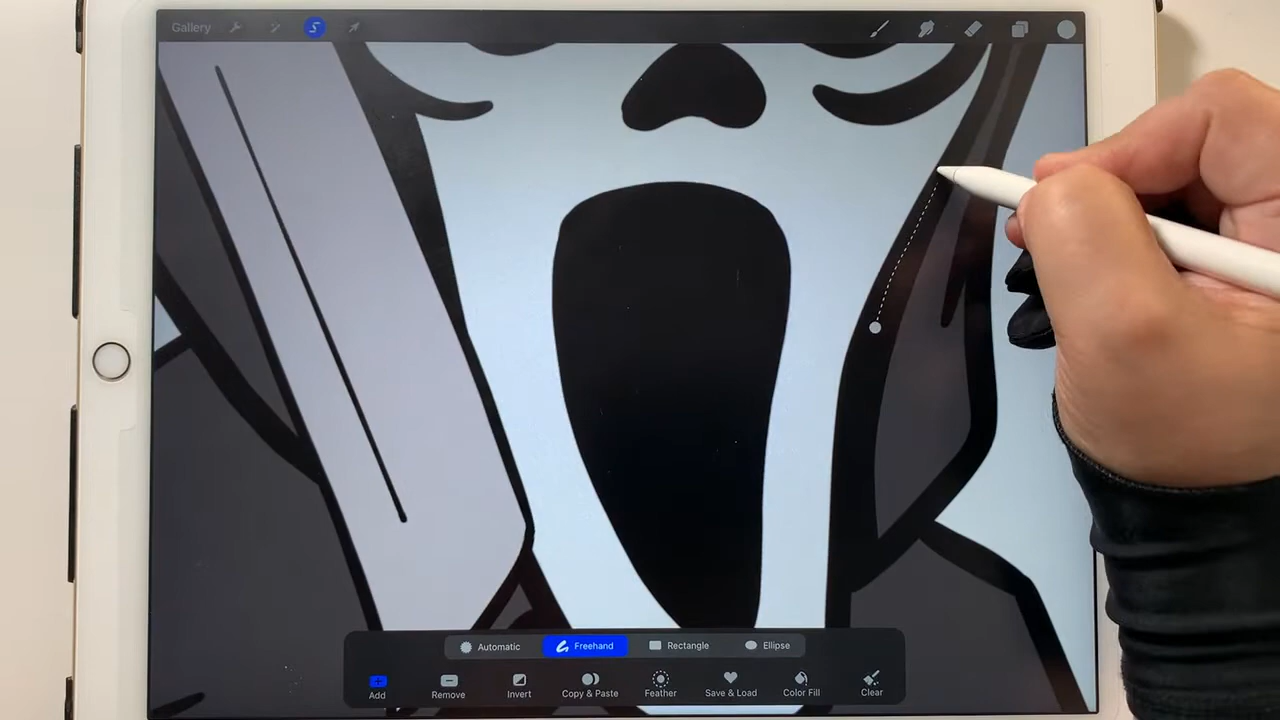 Gallery
Automatic Freehand Rectangle Ellipse
Add Remove Invert Copy & Paste Feather Save & Load Color Fill Clear